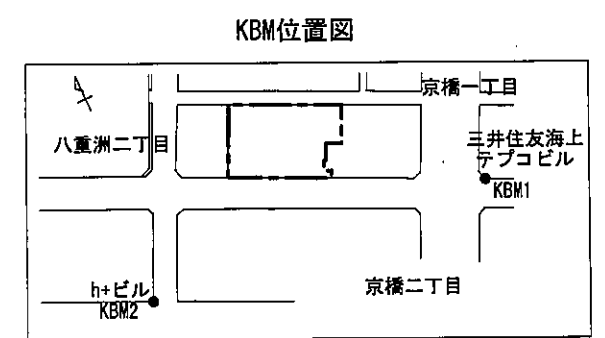 KBM位置図
京橋一丁目
八重洲二丁目
三井住友海上
テプコビル
KBM1
h+ビル
KBM2
京橋二丁目